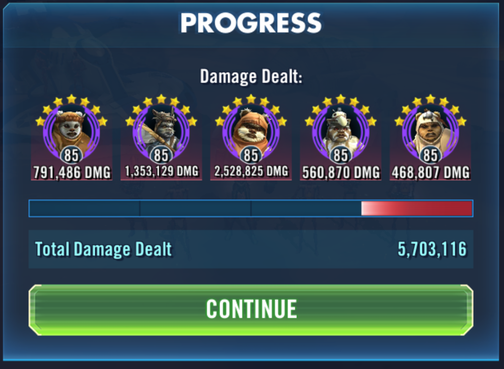 PROGRESS
Damage Dealt:
85 85 85 85 85
791,486 DMG 1,353,129 DMG 2,528,825 DMG 560,870 DMG 468,807 DMG
Total Damage Dealt 5,703,116
CONTINUE